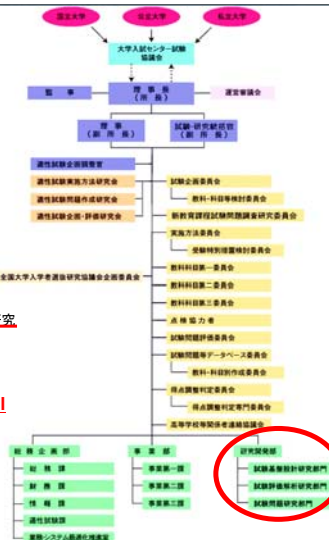 国立大学
公立大学
私立大学
大学入試センター試験
協議会
監 事
理 事 長
（所 長）
運営審議会
理 事
（副 所 長）
試験・研究統括官
（副 所 長）
適性試験企画調整官
適性試験実施方法研究会
適性試験問題作成研究会
適性試験企画・評価研究会
試験企画委員会
教科・科目等検討委員会
新教育課程試験問題調査研究委員会
実施方法委員会
受験特別措置検討委員会
全国大学入学者選抜研究協議会企画委員会
教科科目第一委員会
教科科目第二委員会
教科科目第三委員会
点 検 協 力 者
究
試験問題評価委員会
試験問題等データベース委員会
教科・科目別作成委員会
得点調整判定委員会
得点調整判定専門委員会
高等学校等関係者連絡協議会
総 務 企 画 部
事 業 部
研究開発部
総 務 課
事業第一課
試験基盤設計研究部門
財 務 課
事業第二課
試験評価解析研究部門
情 報 課
事業第三課
試験問題研究部門
適性試験課
業務・システム最適化推進室